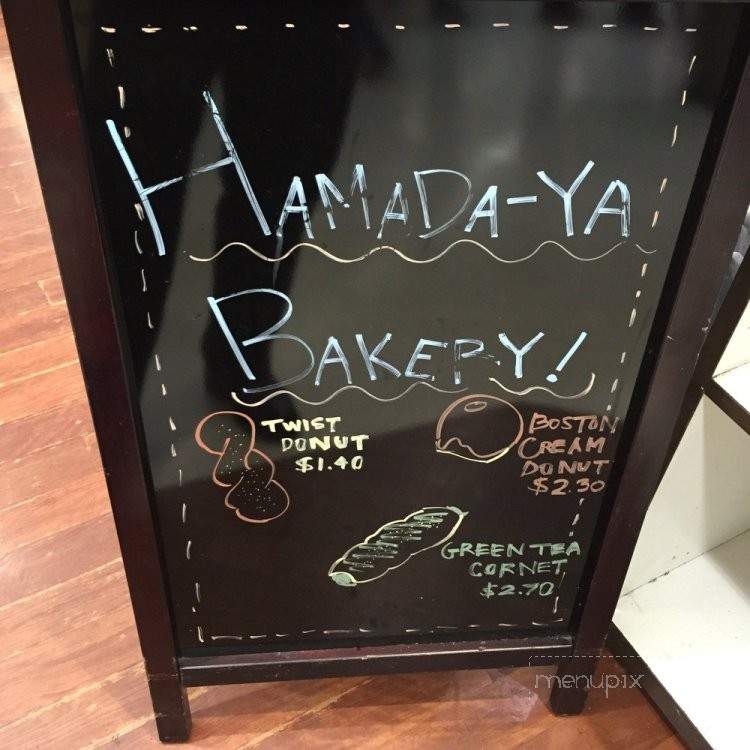 HAMADA-YA
BAKERY!
TWIST
DONUT
$1.40
BOSTON
CREAM
DONUT
$2.30
GREEN TEA
CORNET
$2.70
menupix